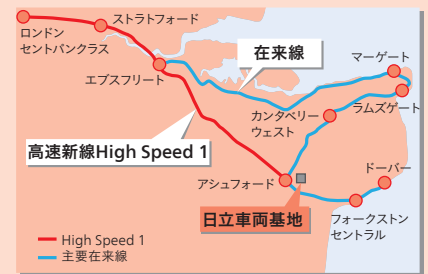 ストラトフォード
ロンドン
セントパンクラス
在来線
エブスフリート
マーゲート
ラムズゲート
カンタベリー
ウェスト
高速新線High Speed 1
アシュフォード
ドーバー
日立車両基地
フォークストン
セントラル
High Speed 1
主要在来線